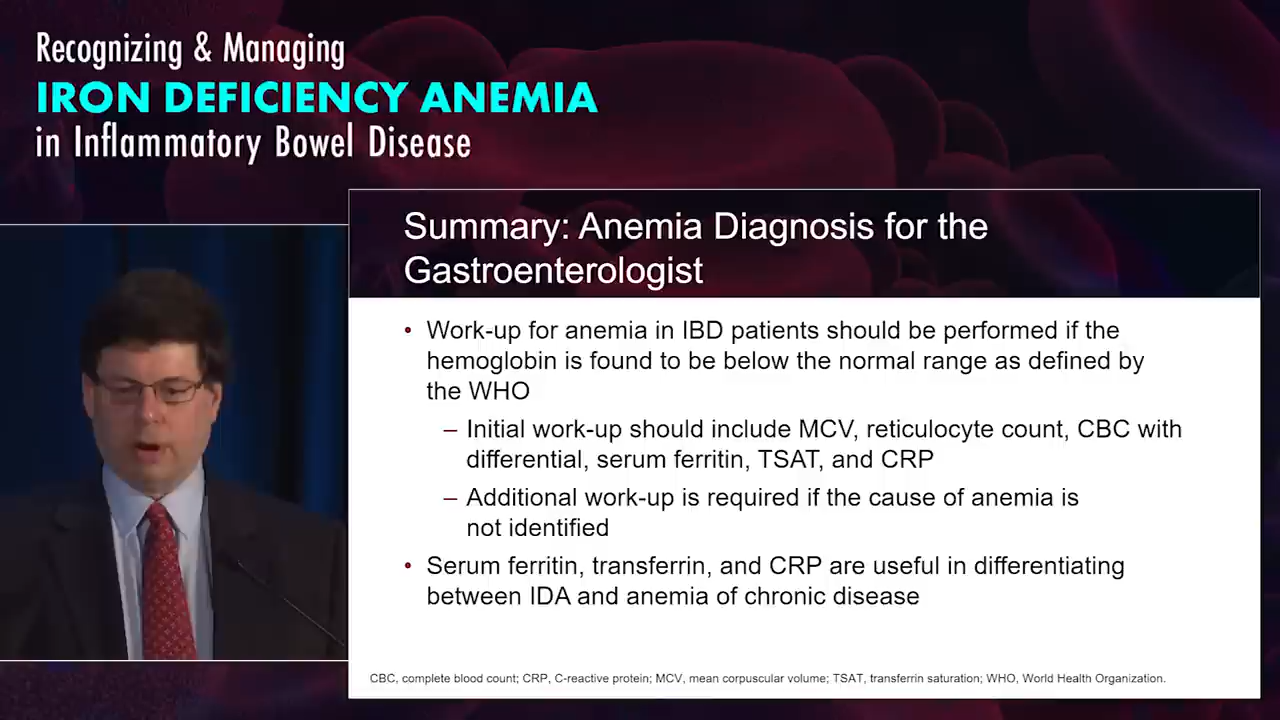 Recognizing & Managing
IRON DEFICIENCY ANEMIA
in Inflammatory Bowel Disease
Summary: Anemia Diagnosis for the
Gastroenterologist
• Work-up for anemia in IBD patients should be performed if the
hemoglobin is found to be below the normal range as defined by
the WHO
– Initial work-up should include MCV, reticulocyte count, CBC with
differential, serum ferritin, TSAT, and CRP
– Additional work-up is required if the cause of anemia is
not identified
• Serum ferritin, transferrin, and CRP are useful in differentiating
between IDA and anemia of chronic disease
CBC, complete blood count; CRP, C-reactive protein; MCV, mean corpuscular volume; TSAT, transferrin saturation; WHO, World Health Organization.